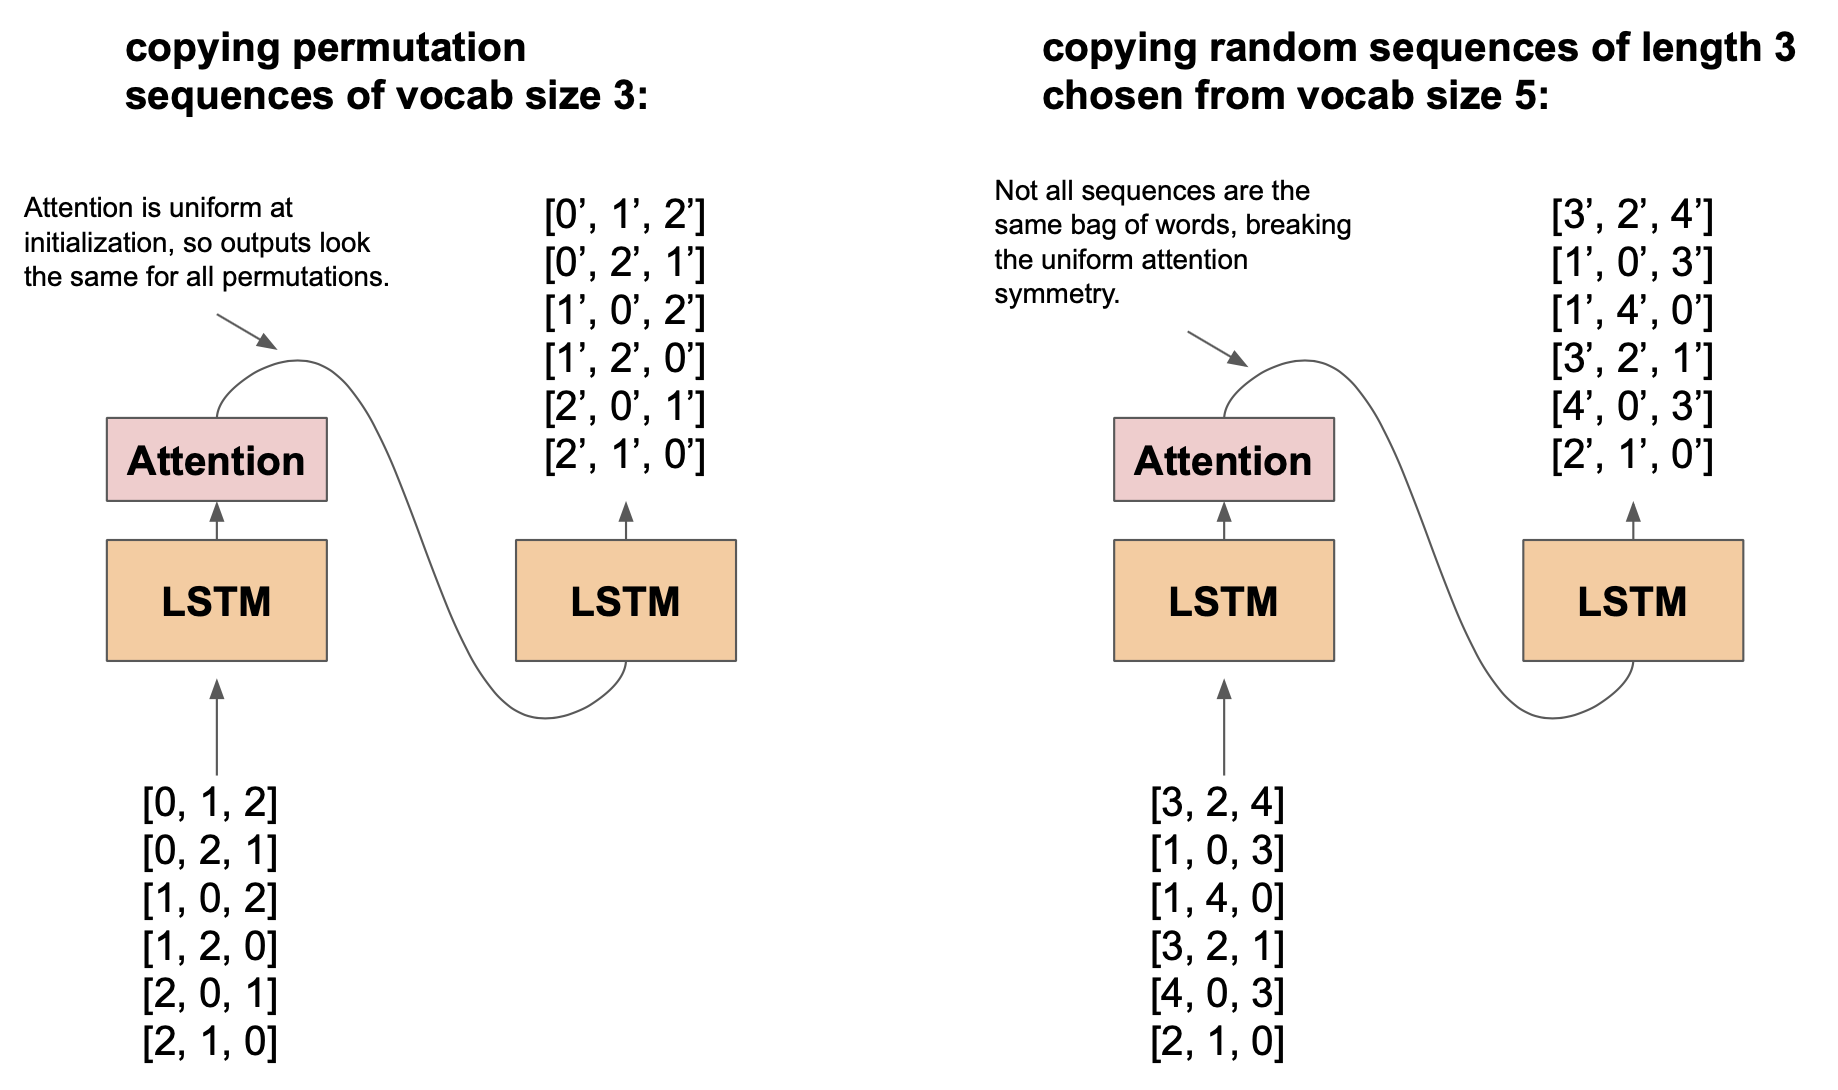 copying permutation
sequences of vocab size 3:
Attention is uniform at
initialization, so outputs look
the same for all permutations.
[0’, 1’, 2’]
[0’, 2’, 1’]
[1’, 0’, 2’]
[1’, 2’, 0’]
[2’, 0’, 1’]
[2’, 1’, 0’]
Attention
LSTM
LSTM
[0, 1, 2]
[0, 2, 1]
[1, 0, 2]
[1, 2, 0]
[2, 0, 1]
[2, 1, 0]
copying random sequences of length 3
chosen from vocab size 5:
Not all sequences are the
same bag of words, breaking
the uniform attention
symmetry.
[3’, 2’, 4’]
[1’, 0’, 3’]
[1’, 4’, 0’]
[3’, 2’, 1’]
[4’, 0’, 3’]
[2’, 1’, 0’]
Attention
LSTM
LSTM
[3, 2, 4]
[1, 0, 3]
[1, 4, 0]
[3, 2, 1]
[4, 0, 3]
[2, 1, 0]